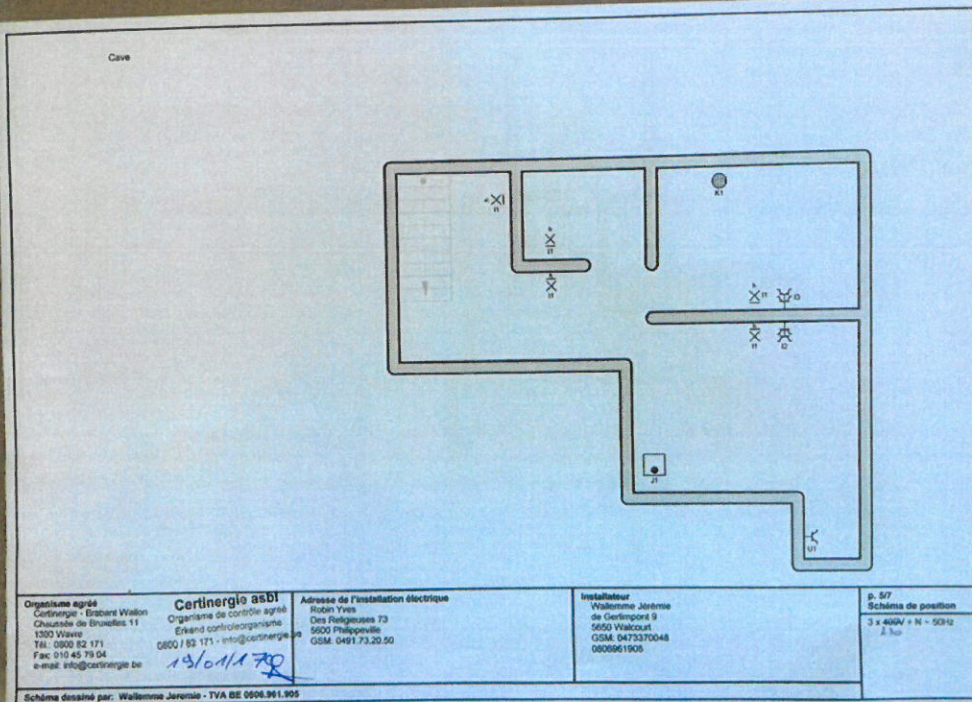 Cave
K1
J1
U1
Organisme agréé
Certinergie - Brabant Wallon
Chaussée de Bruxelles 11
1300 Wavre
Tél.: 0800 82 171
Fax: 010 45 79 04
e-mail: info@certinergie.be
Certinergie asbl
Organisme de contrôle agréé
Erkend controleorganisme
0800 / 82 171 - info@certinergie.be
19/01/1
Adresse de l'installation électrique
Robin Yves
Des Religieuses 73
5600 Philippeville
GSM: 0491.73.20.50
Installateur
Wallemme Jérémie
de Gerlimpont 9
5650 Walcourt
GSM: 0473370048
0806961905
p. 5/7
Schéma de position
3 x 400V + N ~ 50Hz
Schéma dessiné par: Wallemme Jeremie - TVA BE 0806.961.905